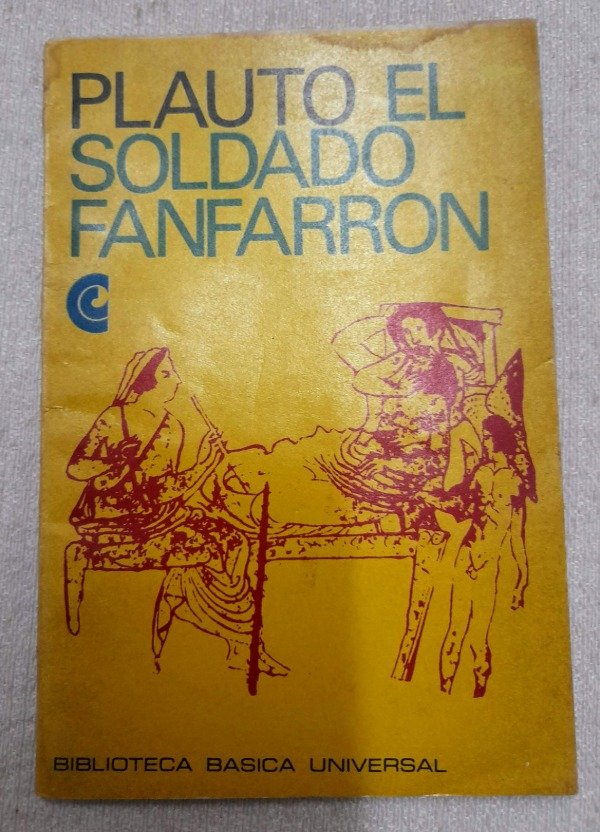 PLAUTO EL
SOLDADO
FANFARRON
BIBLIOTECA BASICA UNIVERSAL